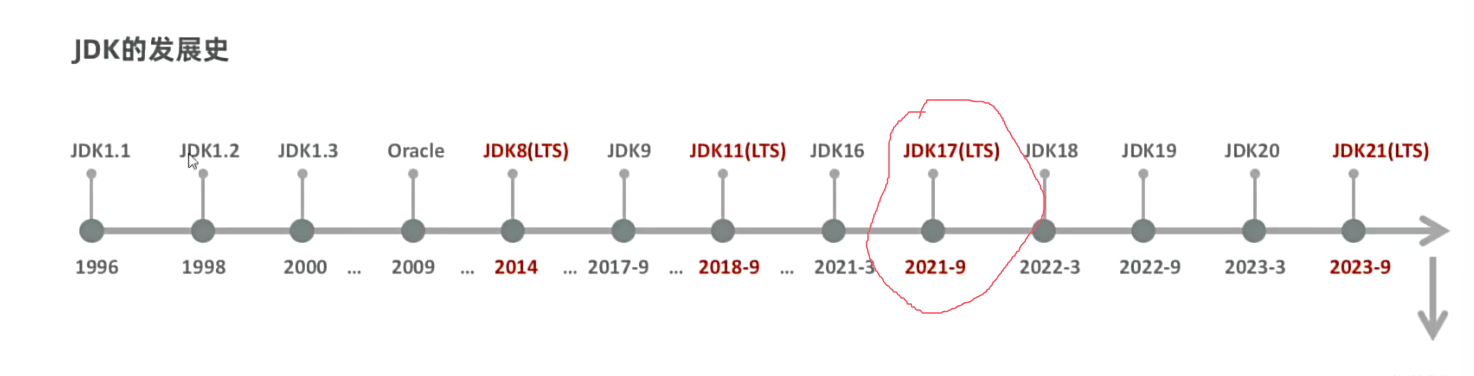 JDK的发展史
JDK1.1 JDK1.2 JDK1.3 Oracle JDK8(LTS) JDK9 JDK11(LTS) JDK16 JDK17(LTS) JDK18 JDK19 JDK20 JDK21(LTS)
1996 1998 2000 ... 2009 ... 2014 ... 2017-9 ... 2018-9 ... 2021-3 2021-9 2022-3 2022-9 2023-3 2023-9